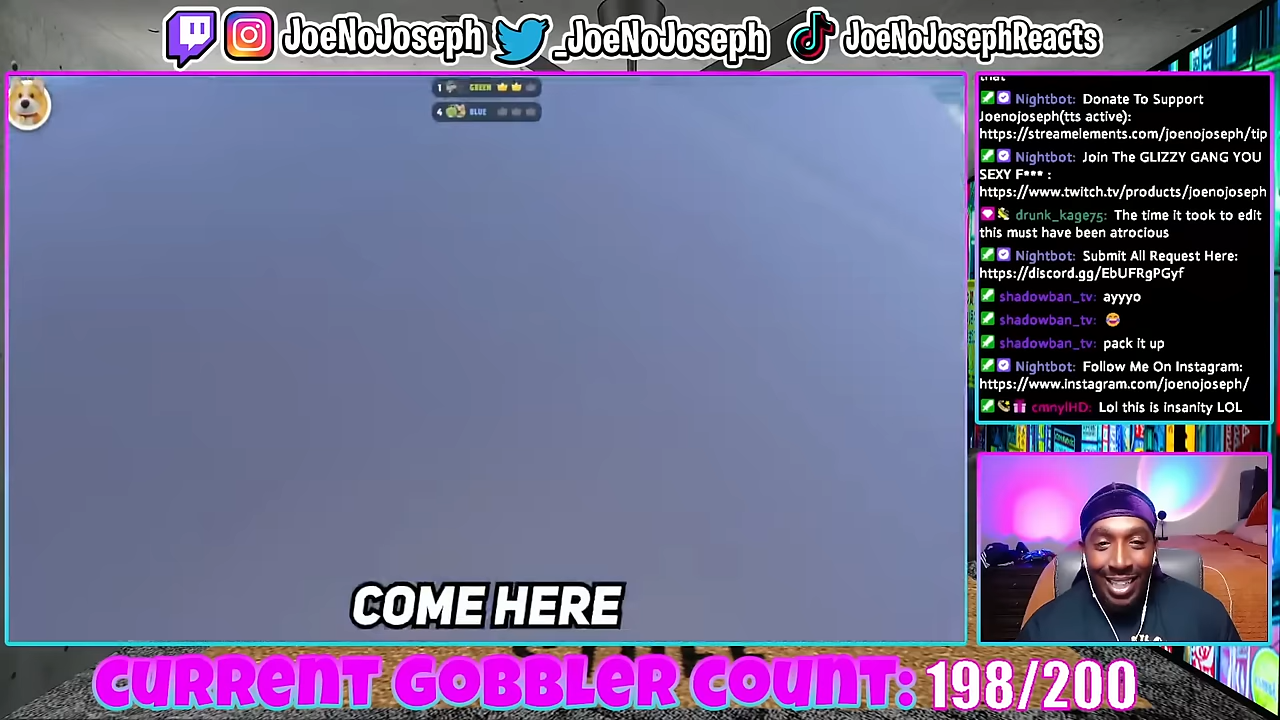 JoeNoJoseph _JoeNoJoseph JoeNoJosephReacts
1 GREEN
4 BLUE
COME HERE
that
Nightbot: Donate To Support
Joenojoseph(tts active):
https://streamelements.com/joenojoseph/tip
Nightbot: Join The GLIZZY GANG YOU
SEXY F*** :
https://www.twitch.tv/products/joenojoseph
drunk_kage75: The time it took to edit
this must have been atrocious
Nightbot: Submit All Request Here:
https://discord.gg/EbUFRgPGyf
shadowban_tv: ayyyo
shadowban_tv: 😂
shadowban_tv: pack it up
Nightbot: Follow Me On Instagram:
https://www.instagram.com/joenojoseph/
cmnylHD: Lol this is insanity LOL
CURRENT GOBBLER COUNT: 198/200